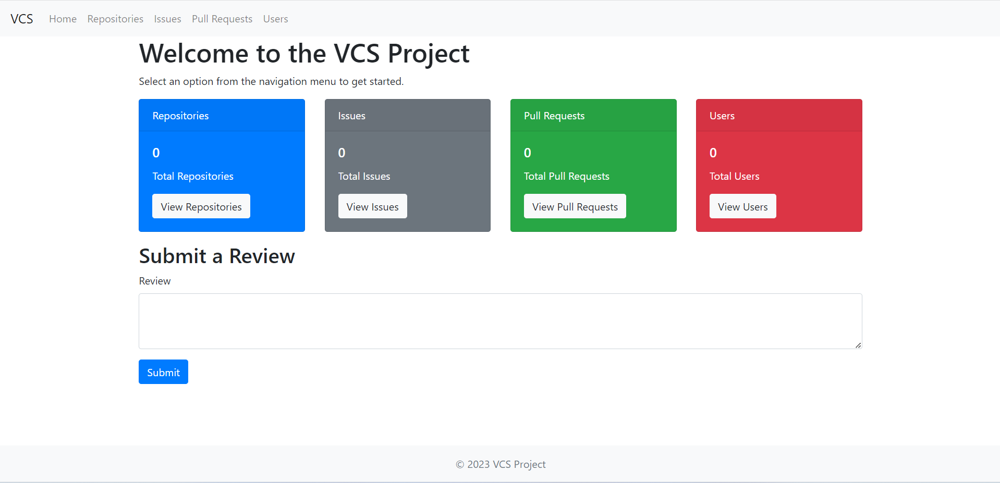 VCS Home Repositories Issues Pull Requests Users
Welcome to the VCS Project
Select an option from the navigation menu to get started.
Repositories
0
Total Repositories
View Repositories
Issues
0
Total Issues
View Issues
Pull Requests
0
Total Pull Requests
View Pull Requests
Users
0
Total Users
View Users
Submit a Review
Review
Submit
© 2023 VCS Project